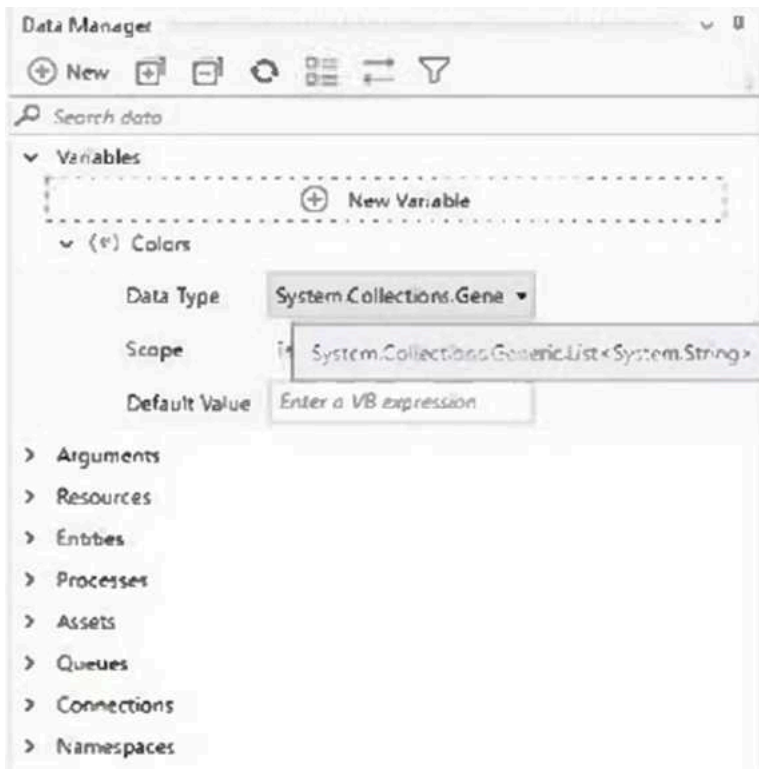 Data Manager
New
Search data
Variables
New Variable
Colors
Data Type System.Collections.Gene
Scope
System.Collections.Generic.List<System.String>
Default Value Enter a VB expression
Arguments
Resources
Entities
Processes
Assets
Queues
Connections
Namespaces